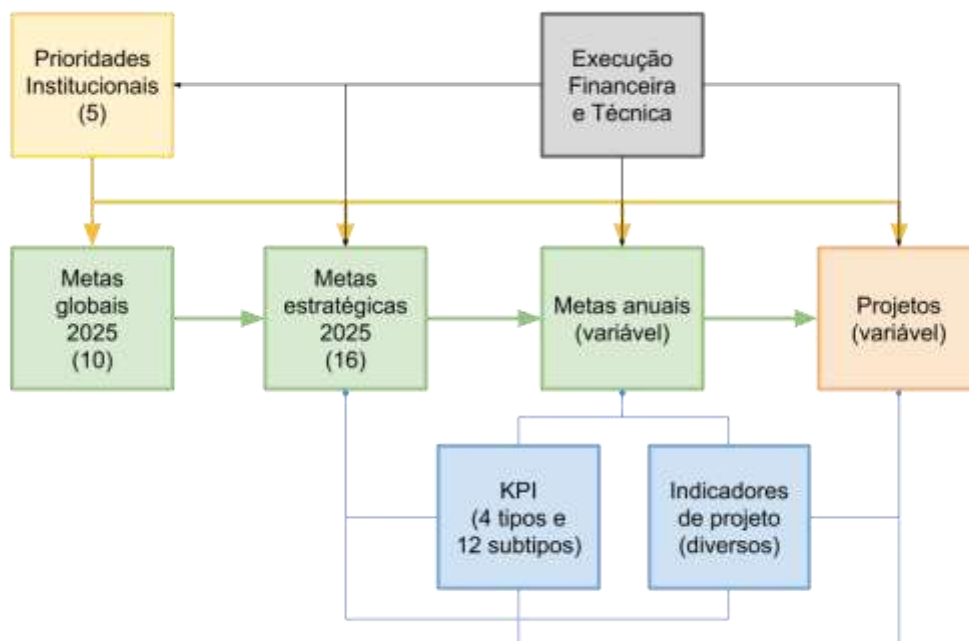 Prioridades
Institucionais
(5)
Execução
Financeira
e Técnica
Metas
globais
2025
(10)
Metas
estratégicas
2025
(16)
Metas anuais
(variável)
Projetos
(variável)
KPI
(4 tipos e
12 subtipos)
Indicadores
de projeto
(diversos)